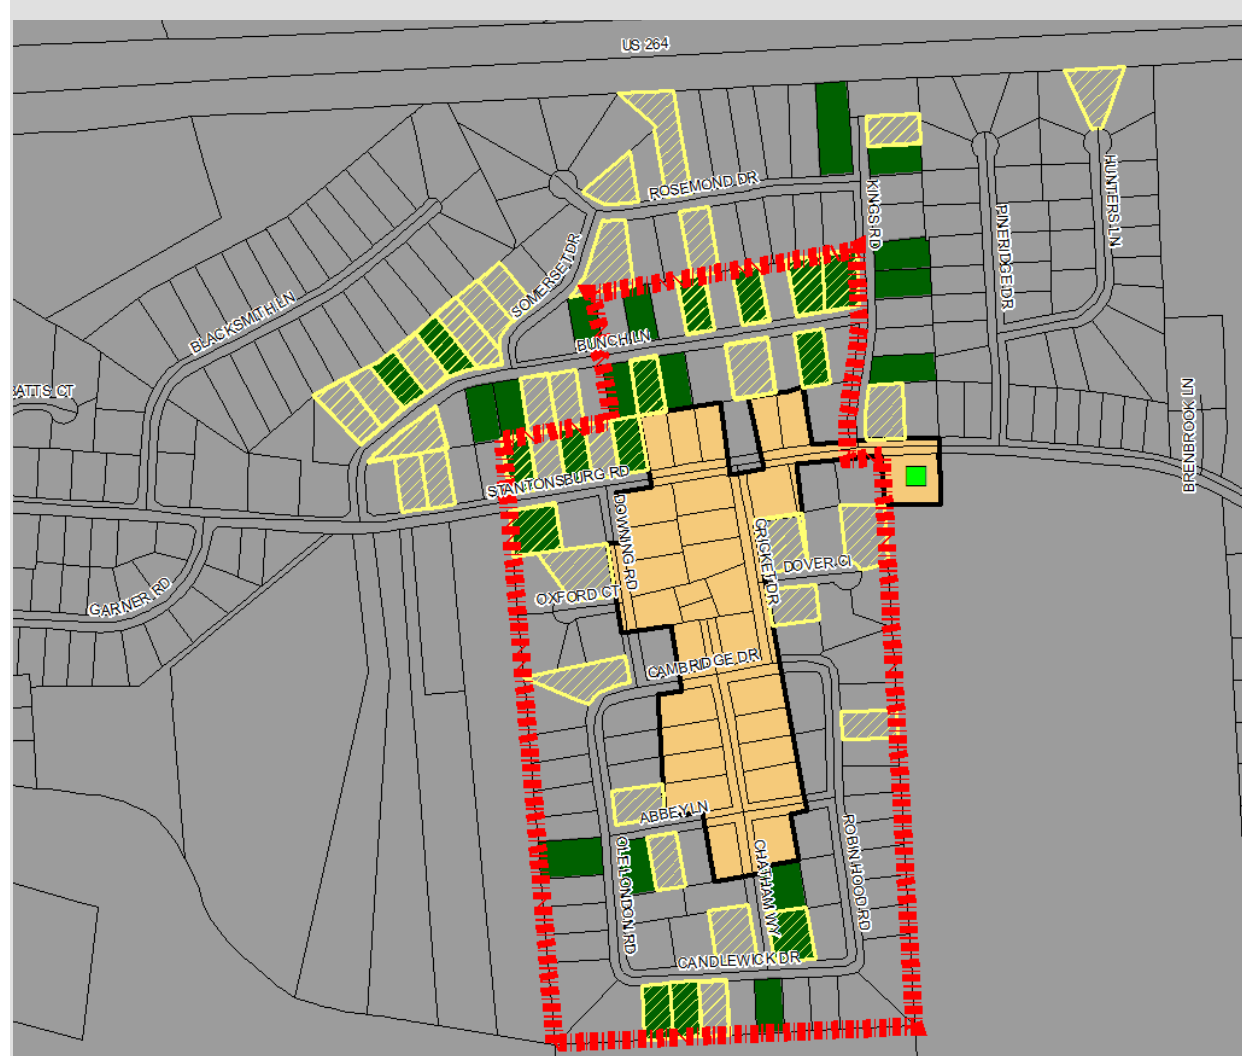 US 264
ROSEMOND DR
KINGS RD
HUNTERS LN
PINERIDGE DR
SOMERSET DR
BLACKSMITH LN
BUNCH LN
ATTS CT
BRENBROOK LN
STANTONSBURG RD
DOWNING RD
CRICKET DR
DOVER CI
GARNER RD
OXFORD CT
CAMBRIDGE DR
ABBEY LN
OLE LONDON RD
CHATHAM WY
ROBIN HOOD RD
CANDLEWICK DR